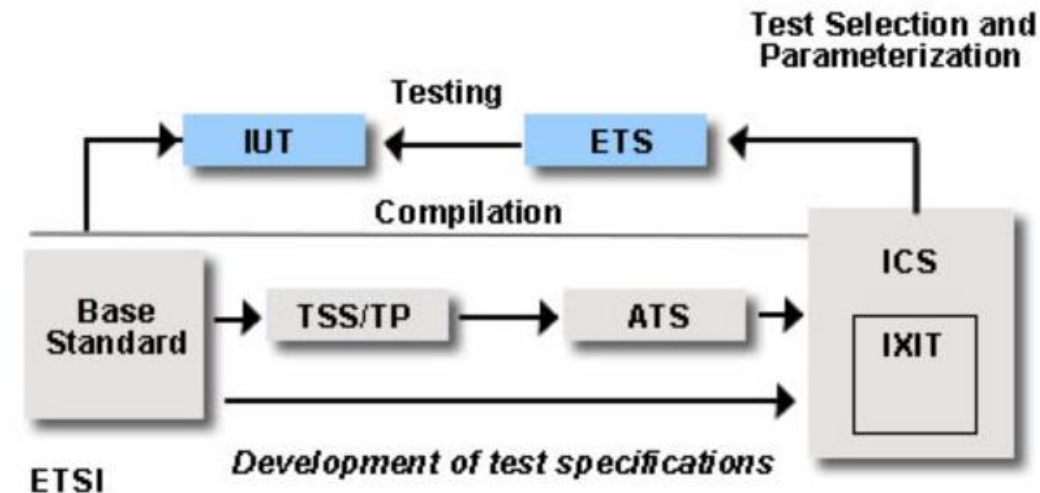 Test Selection and
Parameterization
Testing
IUT
ETS
Compilation
ICS
Base
Standard
TSS/TP
ATS
IXIT
Development of test specifications
ETSI